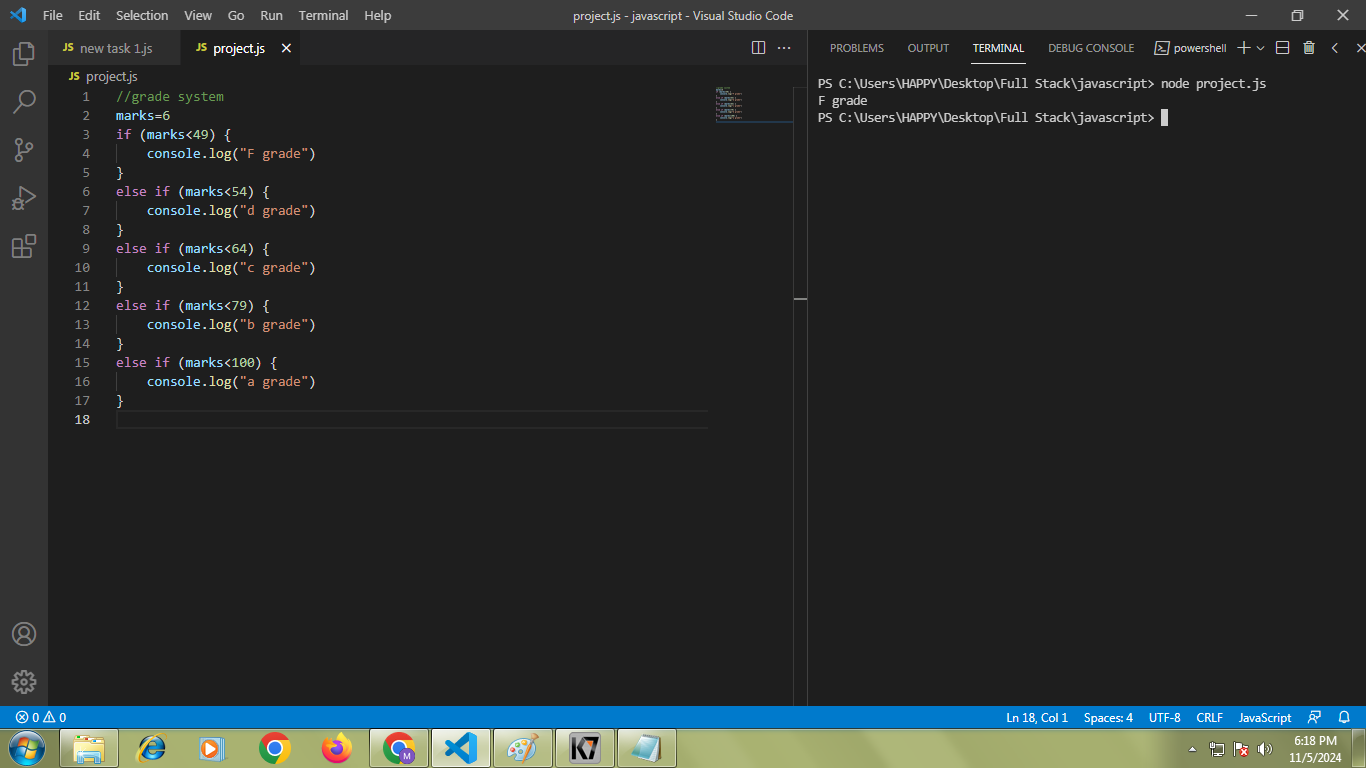 File Edit Selection View Go Run Terminal Help project.js - javascript - Visual Studio Code
JS new task 1.js JS project.js
PROBLEMS OUTPUT TERMINAL DEBUG CONSOLE powershell
JS project.js
1 //grade system
2 marks=6
3 if (marks<49) {
4 console.log("F grade")
5 }
6 else if (marks<54) {
7 console.log("d grade")
8 }
9 else if (marks<64) {
10 console.log("c grade")
11 }
12 else if (marks<79) {
13 console.log("b grade")
14 }
15 else if (marks<100) {
16 console.log("a grade")
17 }
18
PS C:\Users\HAPPY\Desktop\Full Stack\javascript> node project.js
F grade
PS C:\Users\HAPPY\Desktop\Full Stack\javascript>
0 0 Ln 18, Col 1 Spaces: 4 UTF-8 CRLF JavaScript
M K7
6:18 PM
11/5/2024